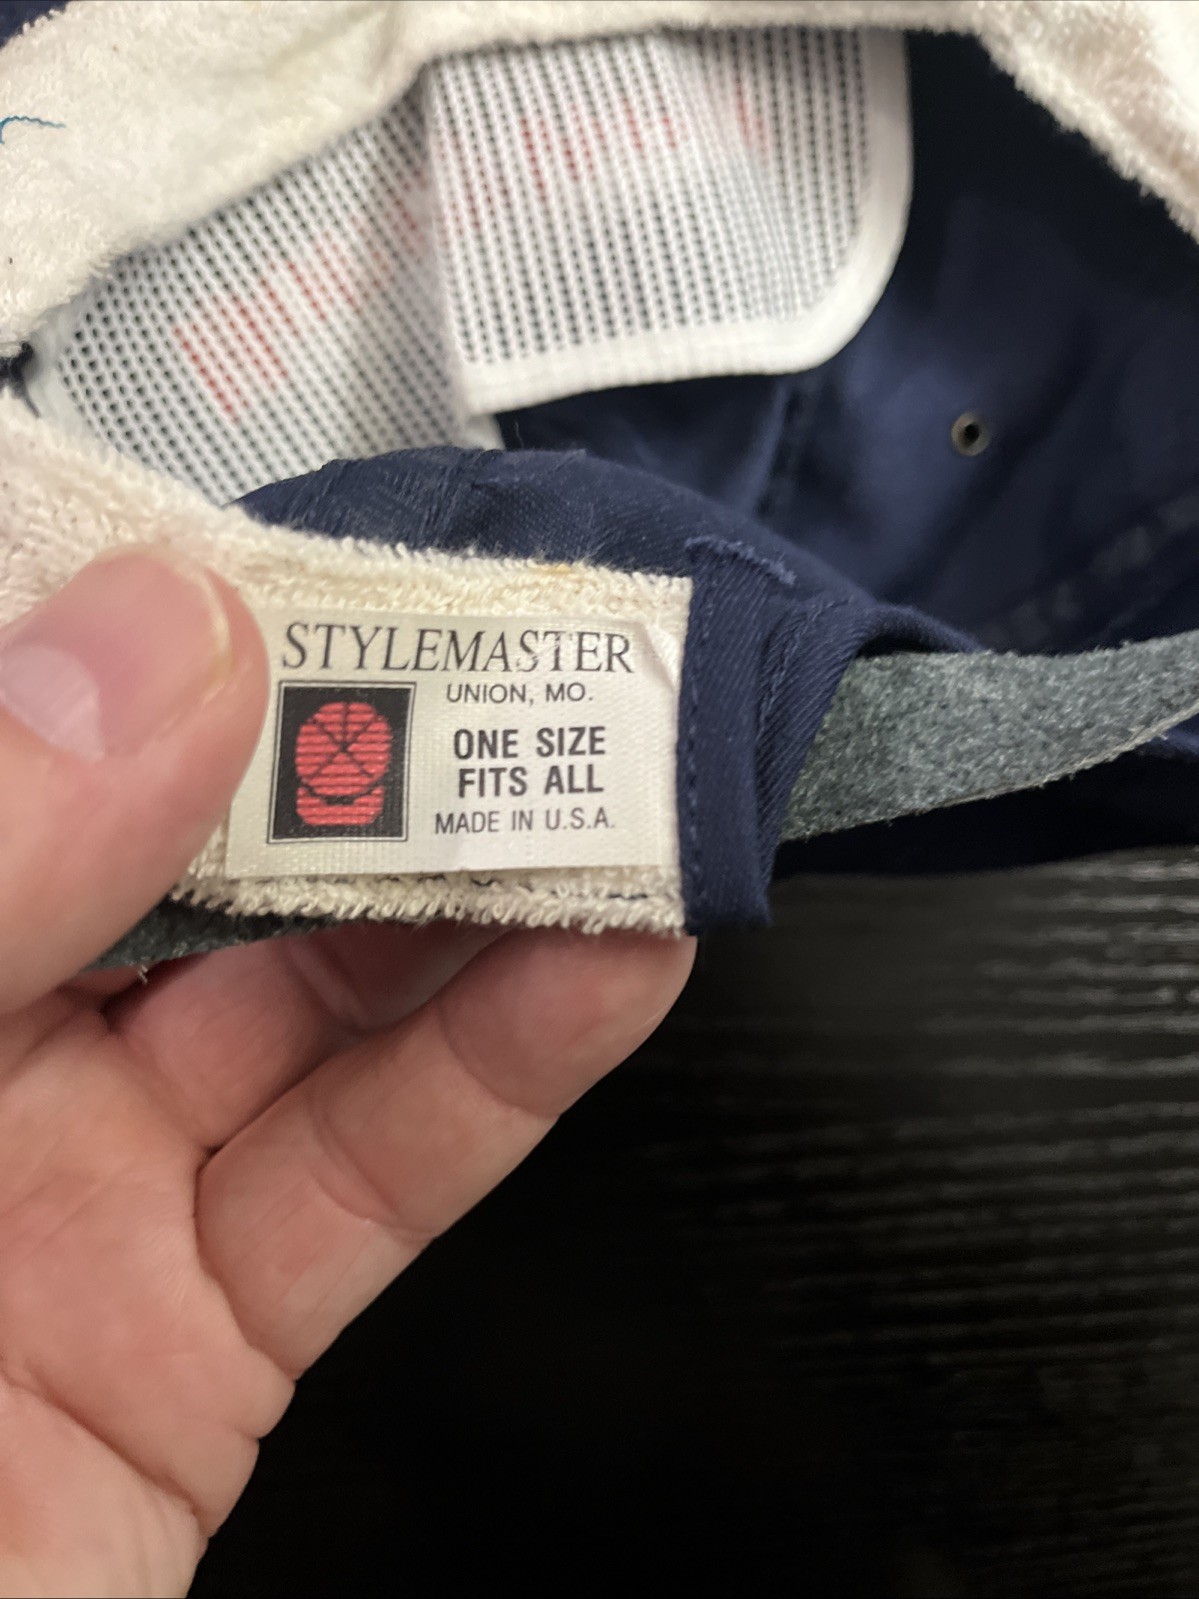 STYLEMASTER
UNION, MO.
ONE SIZE
FITS ALL
MADE IN U.S.A.